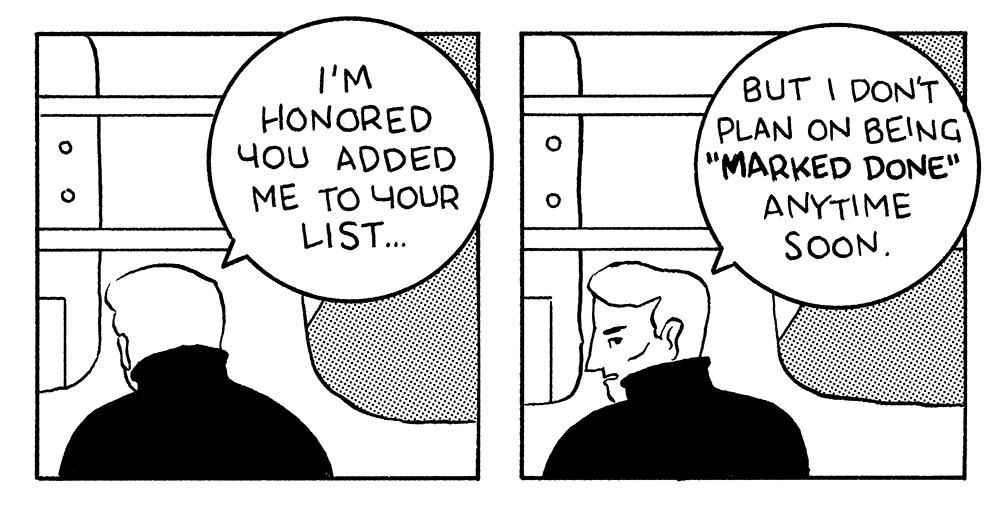 I'M
HONORED
YOU ADDED
ME TO YOUR
LIST...
BUT I DON'T
PLAN ON BEING
"MARKED DONE"
ANYTIME
SOON.